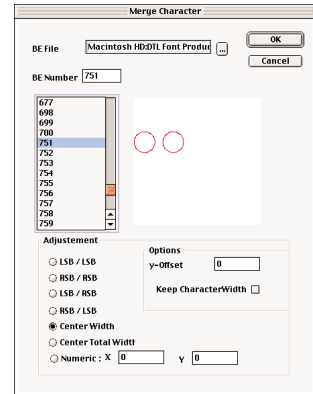 Merge Character
BE File Macintosh HD:DTL Font Produc ... OK
Cancel
BE Number 751
677
698
699
700
751
752
753
754
755
756
757
758
759
Adjustement
LSB / LSB
RSB / RSB
LSB / RSB
RSB / LSB
Center Width
Center Total Width
Numeric : X 0 Y 0
Options
y-Offset 0
Keep CharacterWidth